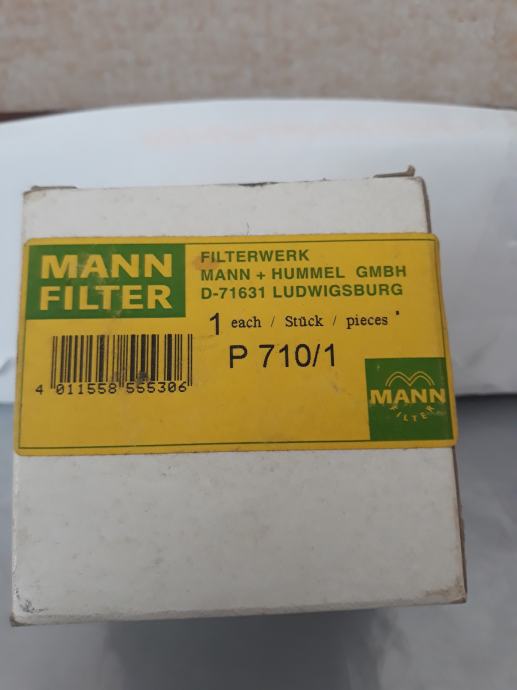 MANN
FILTER
FILTERWERK
MANN + HUMMEL GMBH
D-71631 LUDWIGSBURG
1 each / Stück / pieces
P 710/1
4 011558 555306
MANN
FILTER